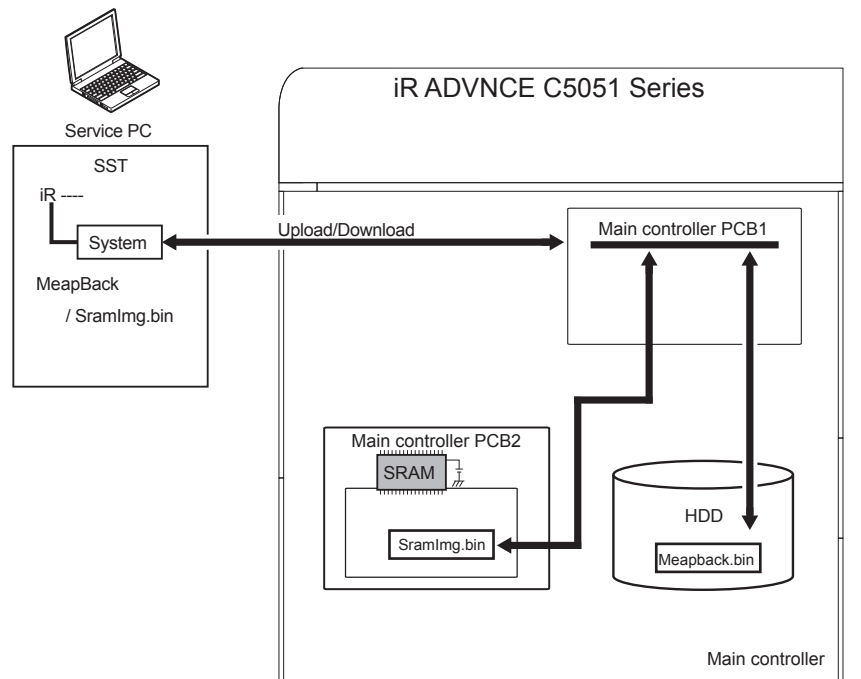 iR ADVNCE C5051 Series
Service PC
SST
iR ----
System
Upload/Download
Main controller PCB1
MeapBack
/ SramImg.bin
Main controller PCB2
SRAM
HDD
SramImg.bin
Meapback.bin
Main controller